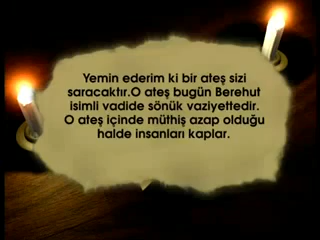 Yemin ederim ki bir ateş sizi
saracaktır.O ateş bugün Berehut
isimli vadide sönük vaziyettedir.
O ateş içinde müthiş azap olduğu
halde insanları kaplar.